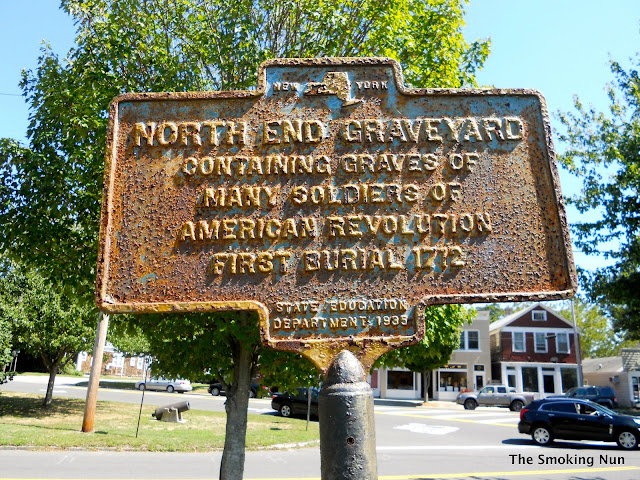 NEW YORK
NORTH END GRAVEYARD
CONTAINING GRAVES OF
MANY SOLDIERS OF
AMERICAN REVOLUTION
FIRST BURIAL 1772
STATE EDUCATION
DEPARTMENT 1935
The Smoking Nun